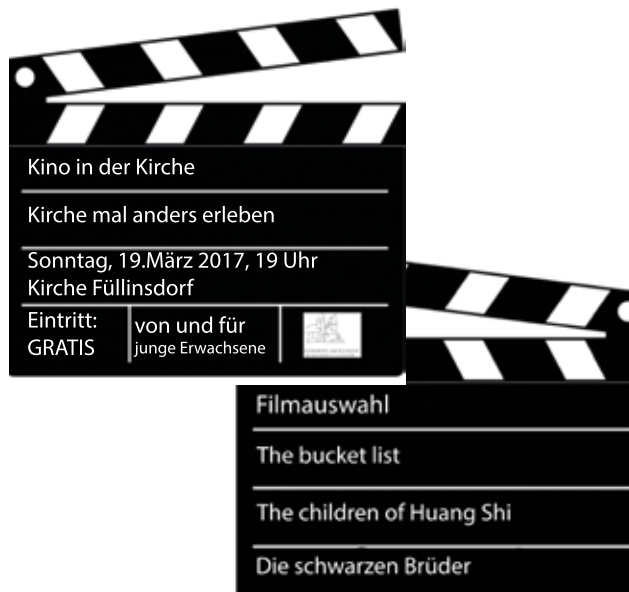 Kino in der Kirche
Kirche mal anders erleben
Sonntag, 19.März 2017, 19 Uhr
Kirche Füllinsdorf
Eintritt:
GRATIS
von und für
junge Erwachsene
Filmauswahl
The bucket list
The children of Huang Shi
Die schwarzen Brüder